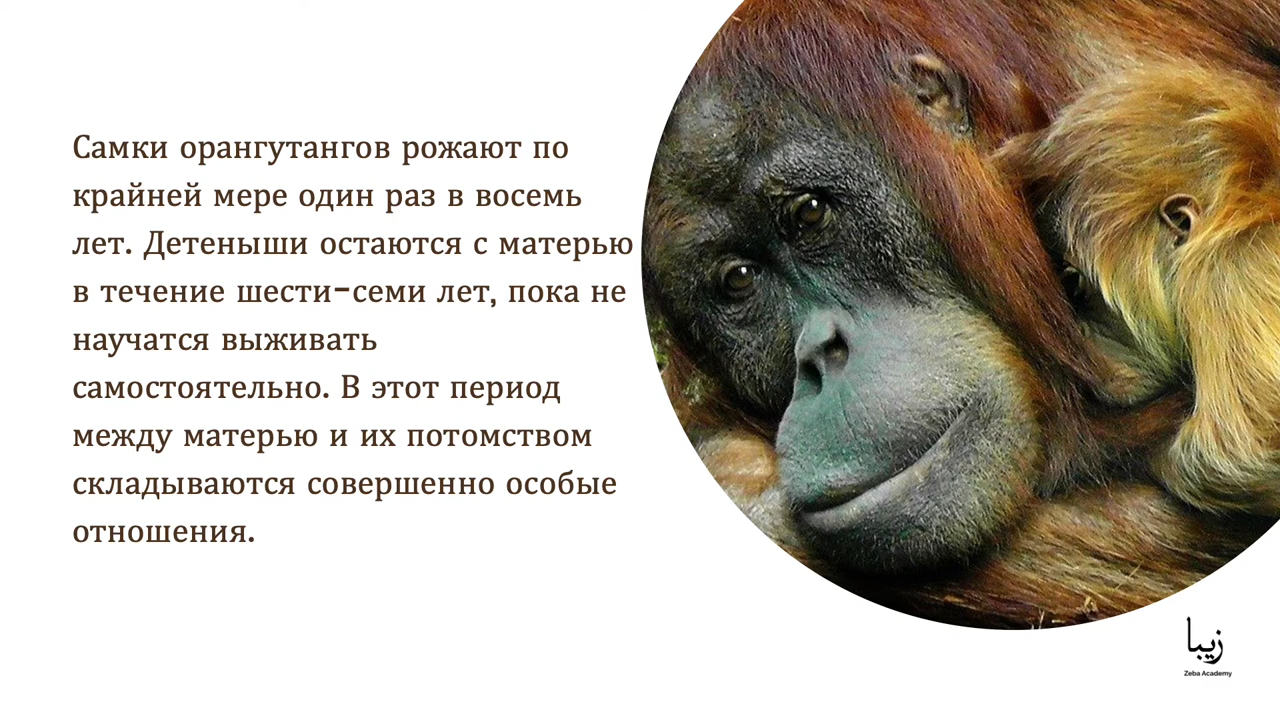 Самки орангутангов рожают по
крайней мере один раз в восемь
лет. Детеныши остаются с матерью
в течение шести-семи лет, пока не
научатся выживать
самостоятельно. В этот период
между матерью и их потомством
складываются совершенно особые
отношения.
زیبا
Zeba Academy